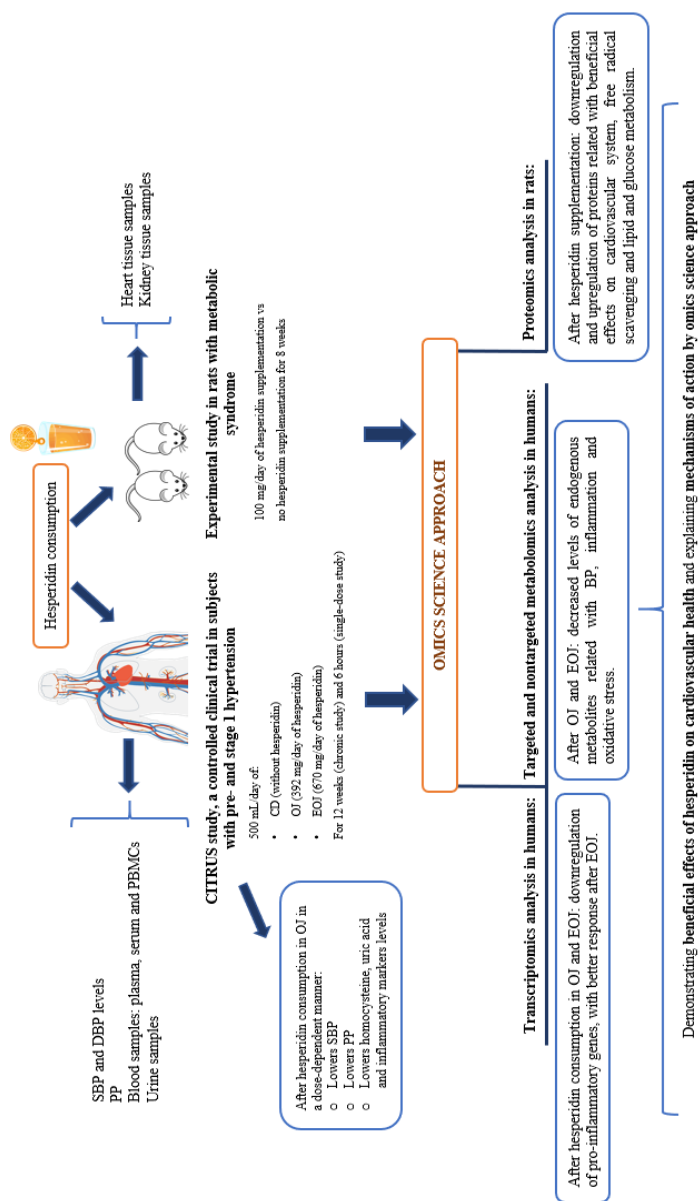 Hesperidin consumption
SBP and DBP levels
PP
Blood samples: plasma, serum and PBMCs
Urine samples
Heart tissue samples
Kidney tissue samples
CITRUS study, a controlled clinical trial in subjects
with pre- and stage 1 hypertension
500 mL/day of:
• CD (without hesperidin)
• OJ (392 mg/day of hesperidin)
• EOJ (670 mg/day of hesperidin)
For 12 weeks (chronic study) and 6 hours (single-dose study)
Experimental study in rats with metabolic
syndrome
100 mg/day of hesperidin supplementation vs
no hesperidin supplementation for 8 weeks
After hesperidin consumption in OJ in
a dose-dependent manner:
o Lowers SBP
o Lowers PP
o Lowers homocysteine, uric acid
and inflammatory markers levels
OMICS SCIENCE APPROACH
Transcriptomics analysis in humans:
After hesperidin consumption in OJ and EOJ: downregulation
of pro-inflammatory genes, with better response after EOJ.
Targeted and nontargeted metabolomics analysis in humans:
After OJ and EOJ: decreased levels of endogenous
metabolites related with BP, inflammation and
oxidative stress.
Proteomics analysis in rats:
After hesperidin supplementation: downregulation
and upregulation of proteins related with beneficial
effects on cardiovascular system, free radical
scavenging and lipid and glucose metabolism.
Demonstrating beneficial effects of hesperidin on cardiovascular health and explaining mechanisms of action by omics science approach